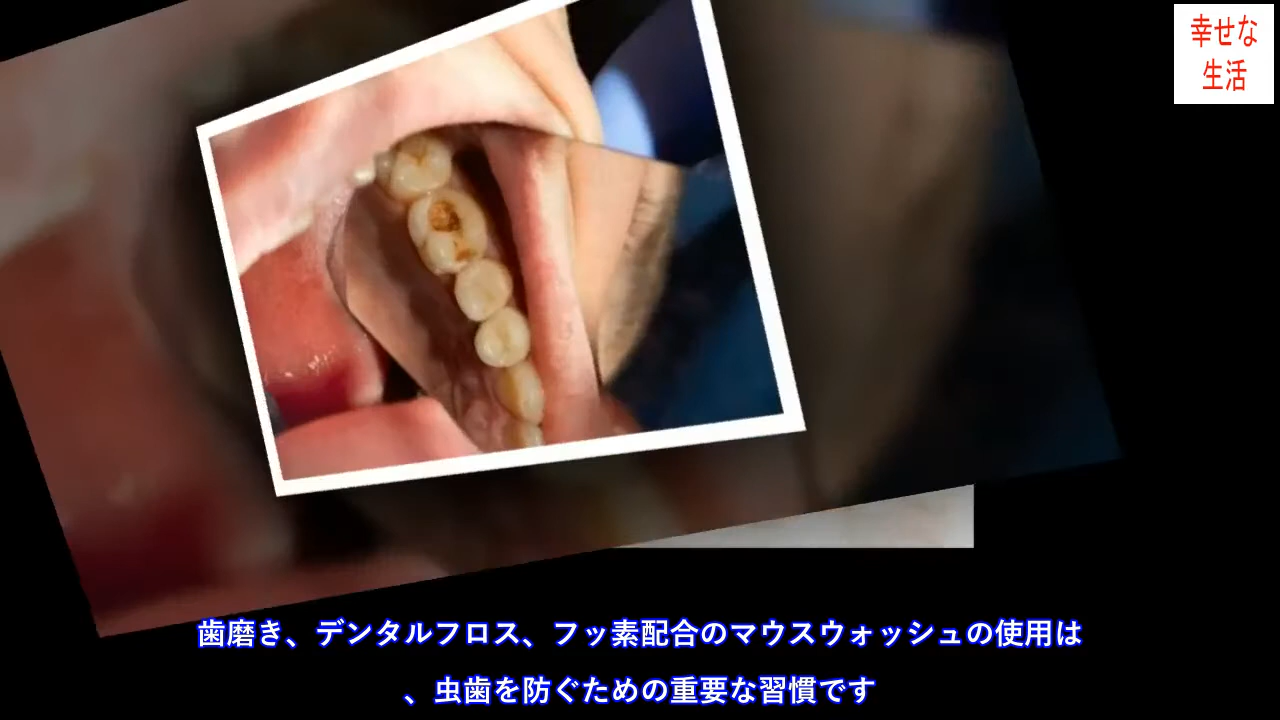 幸せな
生活
歯磨き、デンタルフロス、フッ素配合のマウスウォッシュの使用は
、虫歯を防ぐための重要な習慣です